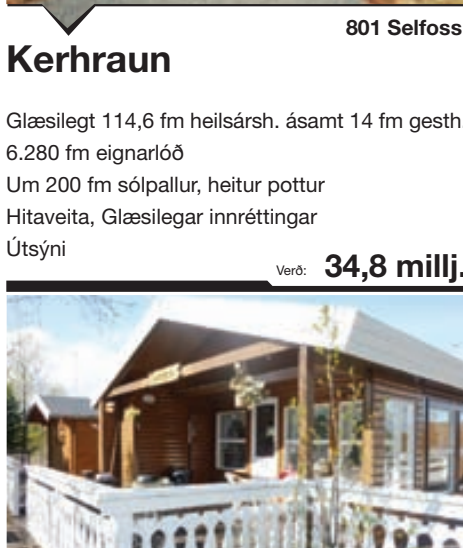 801 Selfoss
Kerhraun
Glæsilegt 114,6 fm heilsársh. ásamt 14 fm gesth
6.280 fm eignarlóð
Um 200 fm sólpallur, heitur pottur
Hitaveita, Glæsilegar innréttingar
Útsýni
Verð: 34,8 millj.